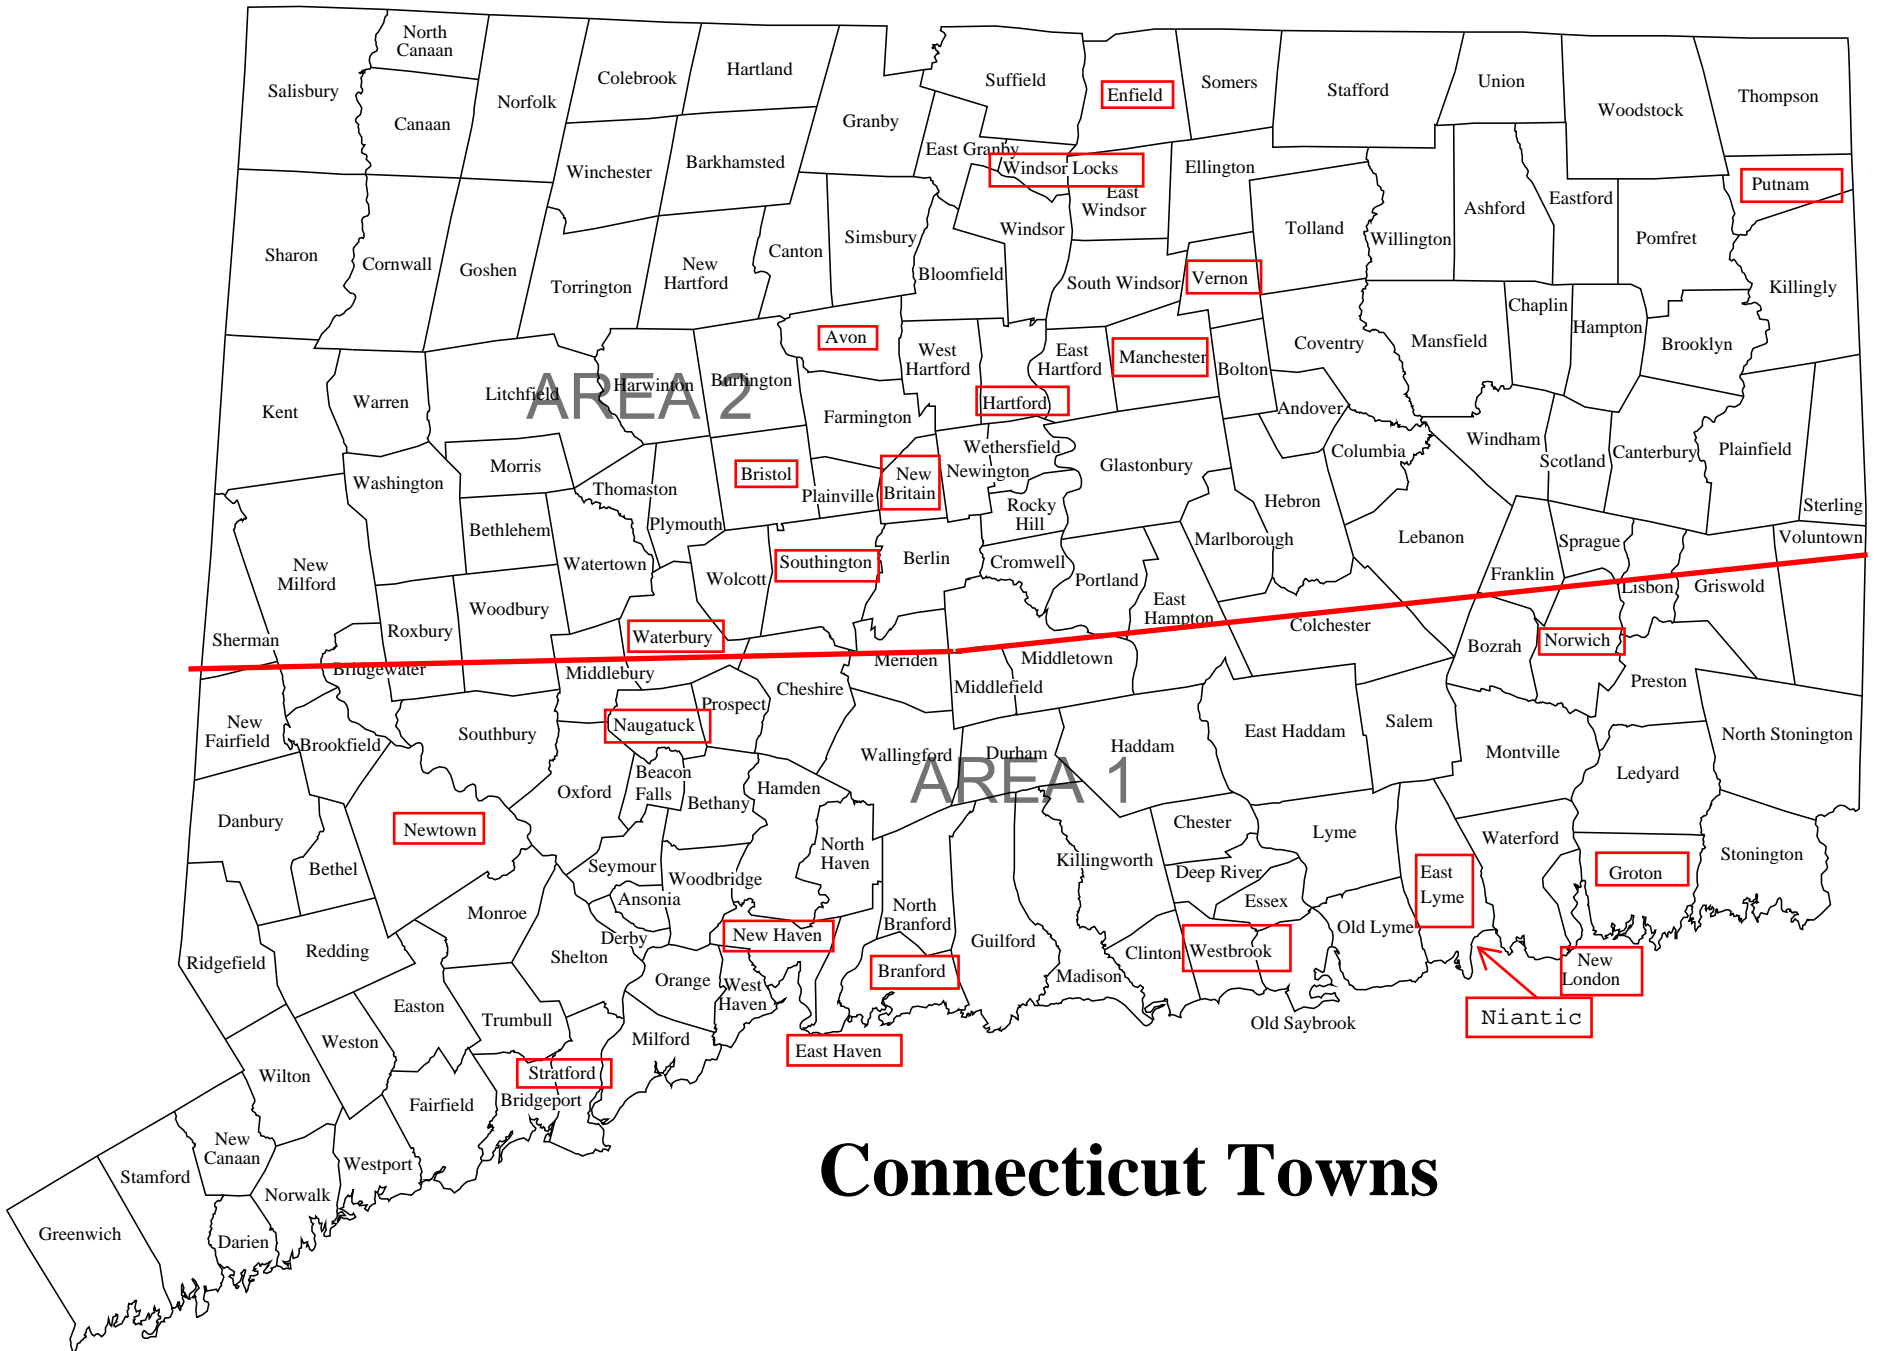 North
Canaan
Salisbury
Canaan
Norfolk
Colebrook
Hartland
Granby
Suffield
Enfield
Somers
Stafford
Union
Woodstock
Thompson
Winchester
Barkhamsted
East Granby
Windsor Locks
East
Windsor
Ellington
Putnam
Sharon
Cornwall
Goshen
Torrington
New
Hartford
Canton
Simsbury
Bloomfield
Windsor
South Windsor
Vernon
Tolland
Willington
Ashford
Eastford
Pomfret
Killingly
Kent
Warren
Litchfield
AREA 2
Harwinton
Burlington
Avon
Farmington
West
Hartford
Hartford
East
Hartford
Manchester
Bolton
Coventry
Andover
Mansfield
Chaplin
Hampton
Brooklyn
Washington
Morris
Bethlehem
Thomaston
Plymouth
Bristol
Plainville
New
Britain
Newington
Wethersfield
Rocky
Hill
Glastonbury
Hebron
Marlborough
Columbia
Lebanon
Windham
Scotland
Canterbury
Plainfield
Sterling
Sherman
New
Milford
Roxbury
Woodbury
Watertown
Waterbury
Wolcott
Southington
Berlin
Cromwell
Portland
East
Hampton
Colchester
Franklin
Sprague
Lisbon
Griswold
Voluntown
Bozrah
Norwich
Preston
Bridgewater
Middlebury
Meriden
Middlefield
Middletown
New
Fairfield
Brookfield
Southbury
Naugatuck
Prospect
Cheshire
Wallingford
Durham
Haddam
East Haddam
Salem
Montville
Ledyard
North Stonington
AREA 1
Danbury
Bethel
Newtown
Oxford
Beacon
Falls
Bethany
Hamden
North
Haven
Seymour
Woodbridge
Ansonia
Derby
Killingworth
Chester
Deep River
Essex
Lyme
East
Lyme
Waterford
Groton
Stonington
Ridgefield
Redding
Monroe
Shelton
Orange
New Haven
West
Haven
North
Branford
Branford
Guilford
Madison
Clinton
Westbrook
Old Lyme
New
London
Niantic
Old Saybrook
East Haven
Wilton
Weston
Easton
Trumbull
Stratford
Milford
Fairfield
Bridgeport
New
Canaan
Stamford
Norwalk
Westport
Greenwich
Darien
Connecticut Towns